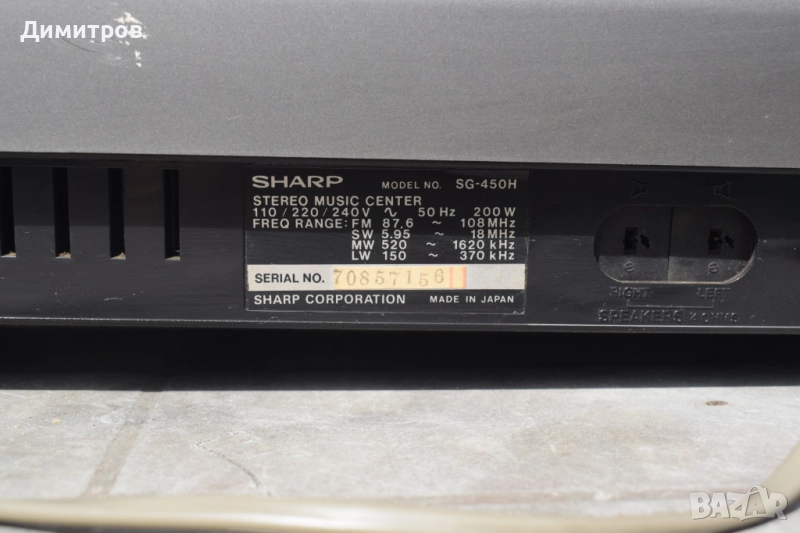 Димитров
SHARP MODEL NO. SG-450H
STEREO MUSIC CENTER
110/220/240V ∿ 50Hz 200W
FREQ RANGE: FM 87.6 ~ 108MHz
SW 5.95 ~ 18MHz
MW 520 ~ 1620kHz
LW 150 ~ 370kHz
SERIAL NO. 70857156
SHARP CORPORATION MADE IN JAPAN
RIGHT LEFT
SPEAKERS OHMS
BAZAR